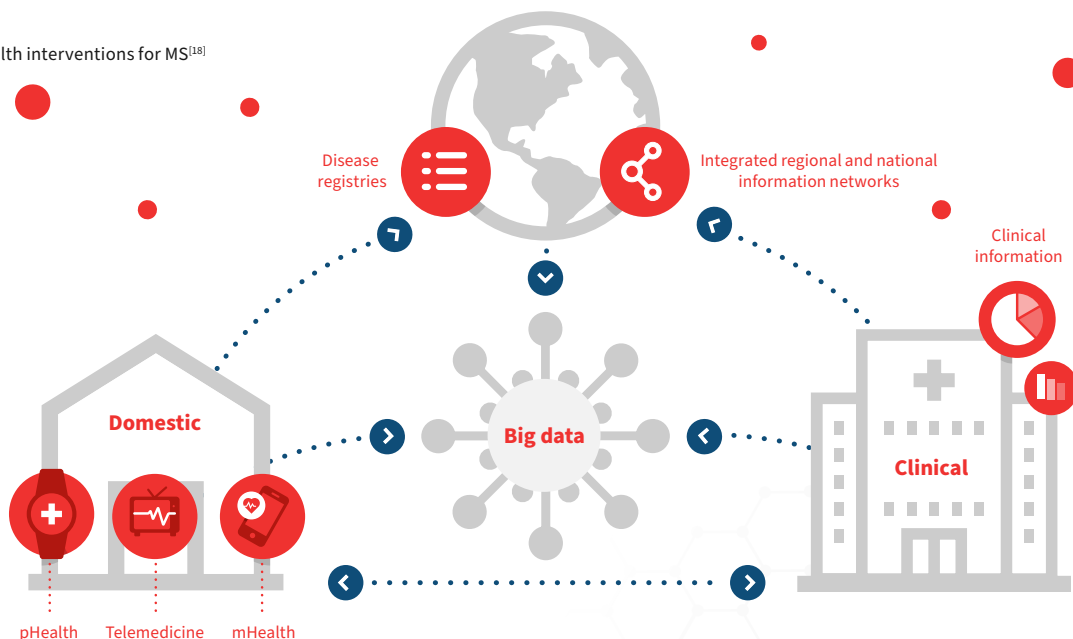 lth interventions for MS[18]
Disease
registries
Integrated regional and national
information networks
Clinical
information
Domestic
Big data
Clinical
pHealth
Telemedicine
mHealth